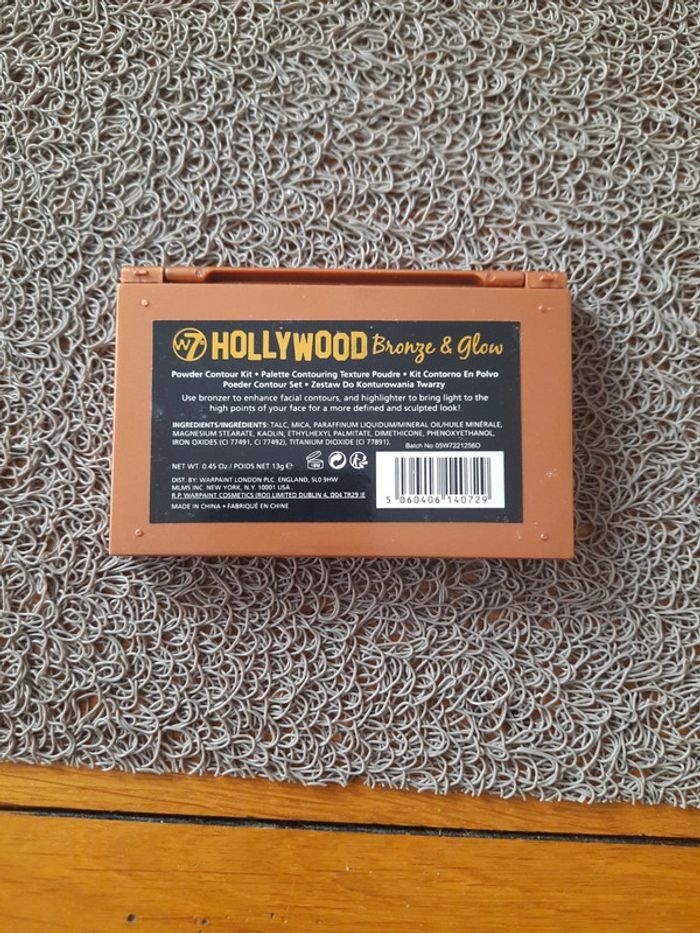 W7 HOLLYWOOD Bronze & Glow
Powder Contour Kit • Palette Contouring Texture Poudre • Kit Contorno En Polvo
Poeder Contour Set • Zestaw Do Konturowania Twarzy
Use bronzer to enhance facial contours, and highlighter to bring light to the
high points of your face for a more defined and sculpted look!
INGREDIENTS/INGRÉDIENTS: TALC, MICA, PARAFFINUM LIQUIDUM/MINERAL OIL/HUILE MINÉRALE,
MAGNESIUM STEARATE, KAOLIN, ETHYLHEXYL PALMITATE, DIMETHICONE, PHENOXYETHANOL,
IRON OXIDES (CI 77491, CI 77492), TITANIUM DIOXIDE (CI 77891).
Batch No: 05W7221256O
NET WT. 0.45 Oz / POIDS NET 13g ℮
18M
DIST. BY: WARPAINT LONDON PLC. ENGLAND, SL0 9HW
MLMS INC. NEW YORK, N.Y. 10001 USA.
R.P. WARPAINT COSMETICS (ROI) LIMITED DUBLIN 4, D04 TR29 IE
MADE IN CHINA • FABRIQUÉ EN CHINE
5 060406 140729